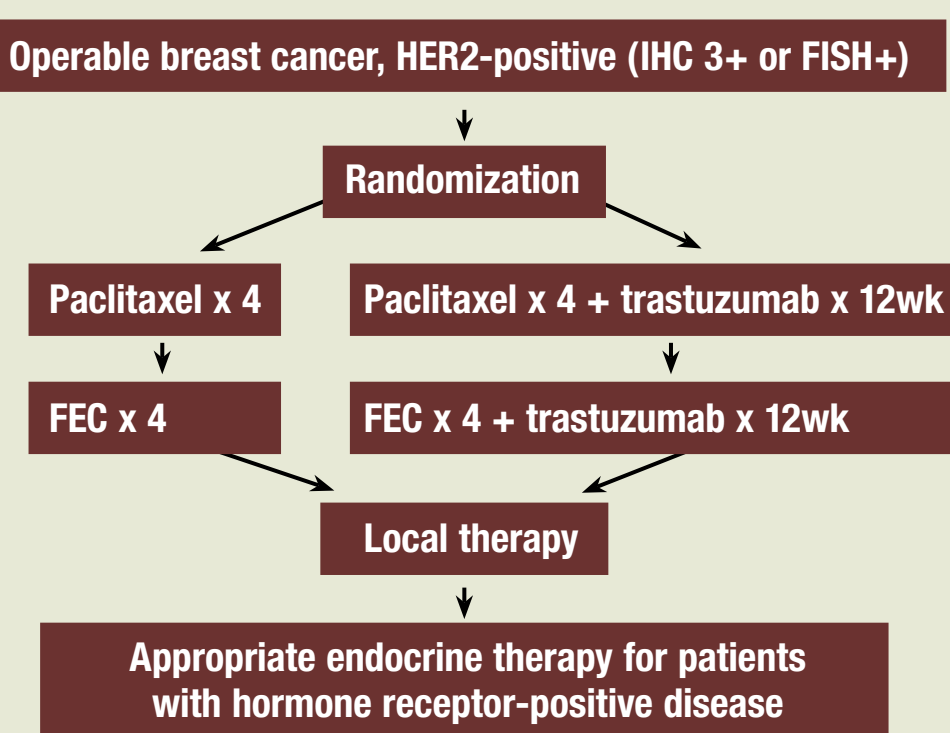 Operable breast cancer, HER2-positive (IHC 3+ or FISH+)
Randomization
Paclitaxel x 4
Paclitaxel x 4 + trastuzumab x 12wk
FEC x 4
FEC x 4 + trastuzumab x 12wk
Local therapy
Appropriate endocrine therapy for patients
with hormone receptor-positive disease